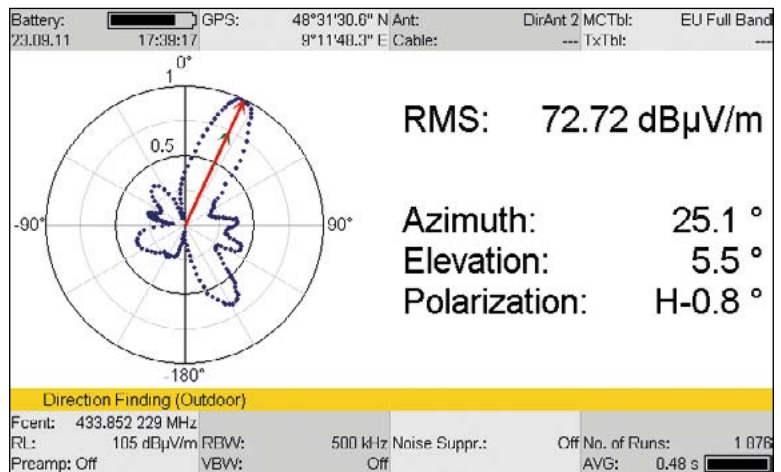 Battery: GPS: 48°31'30.6" N Ant: DirAnt 2 MCTbl: EU Full Band
23.09.11 17:39:17 9°11'48.3" E Cable: --- TxTbl: ---
0°
1
0.5
-90°
90°
-180°
RMS: 72.72 dBµV/m
Azimuth: 25.1 °
Elevation: 5.5 °
Polarization: H-0.8 °
Direction Finding (Outdoor)
Fcent: 433.852 229 MHz
RL: 105 dBµV/m RBW: 500 kHz Noise Suppr.: Off No. of Runs: 1 076
Preamp: Off VBW: Off AVG: 0.48 s